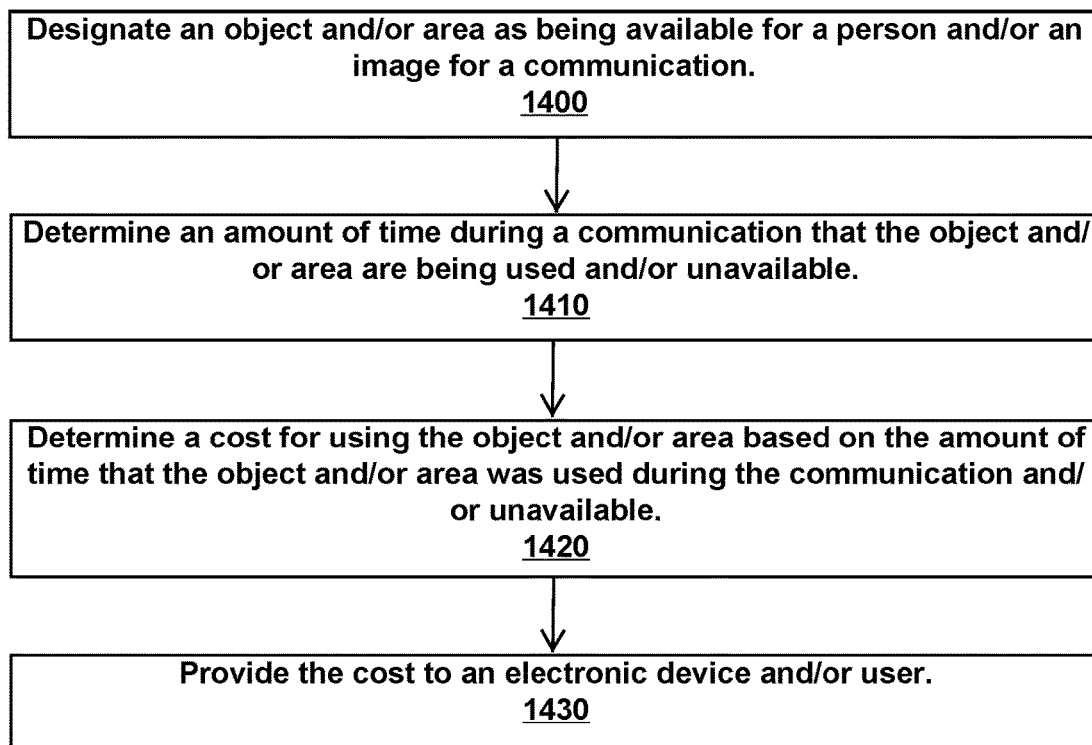 Designate an object and/or area as being available for a person and/or an
image for a communication.
1400
Determine an amount of time during a communication that the object and/
or area are being used and/or unavailable.
1410
Determine a cost for using the object and/or area based on the amount of
time that the object and/or area was used during the communication and/
or unavailable.
1420
Provide the cost to an electronic device and/or user.
1430